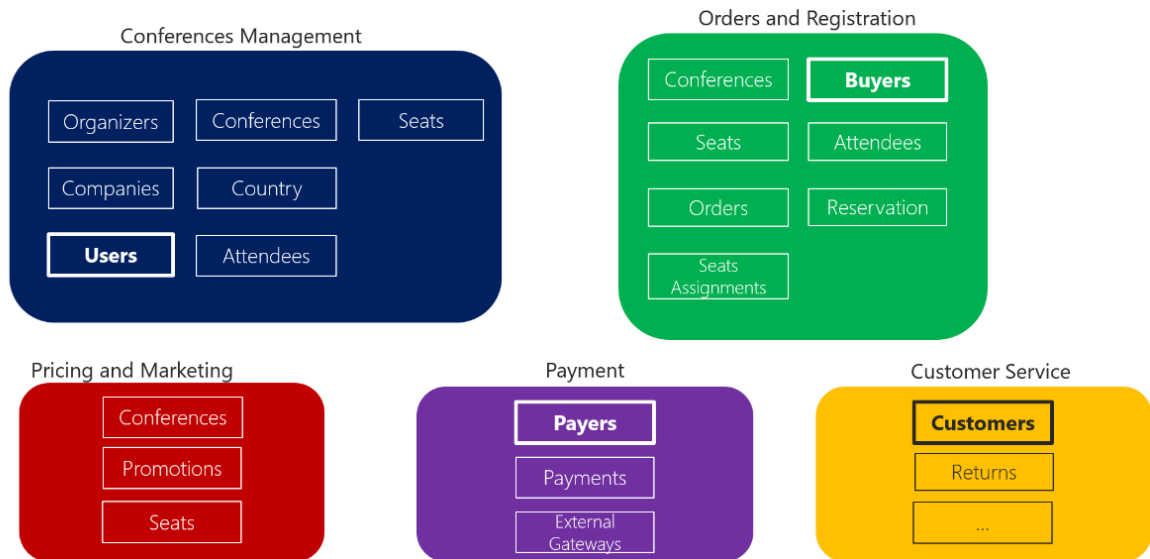 Conferences Management
Organizers
Conferences
Seats
Companies
Country
Users
Attendees
Orders and Registration
Conferences
Buyers
Seats
Attendees
Orders
Reservation
Seats
Assignments
Pricing and Marketing
Conferences
Promotions
Seats
Payment
Payers
Payments
External
Gateways
Customer Service
Customers
Returns
...